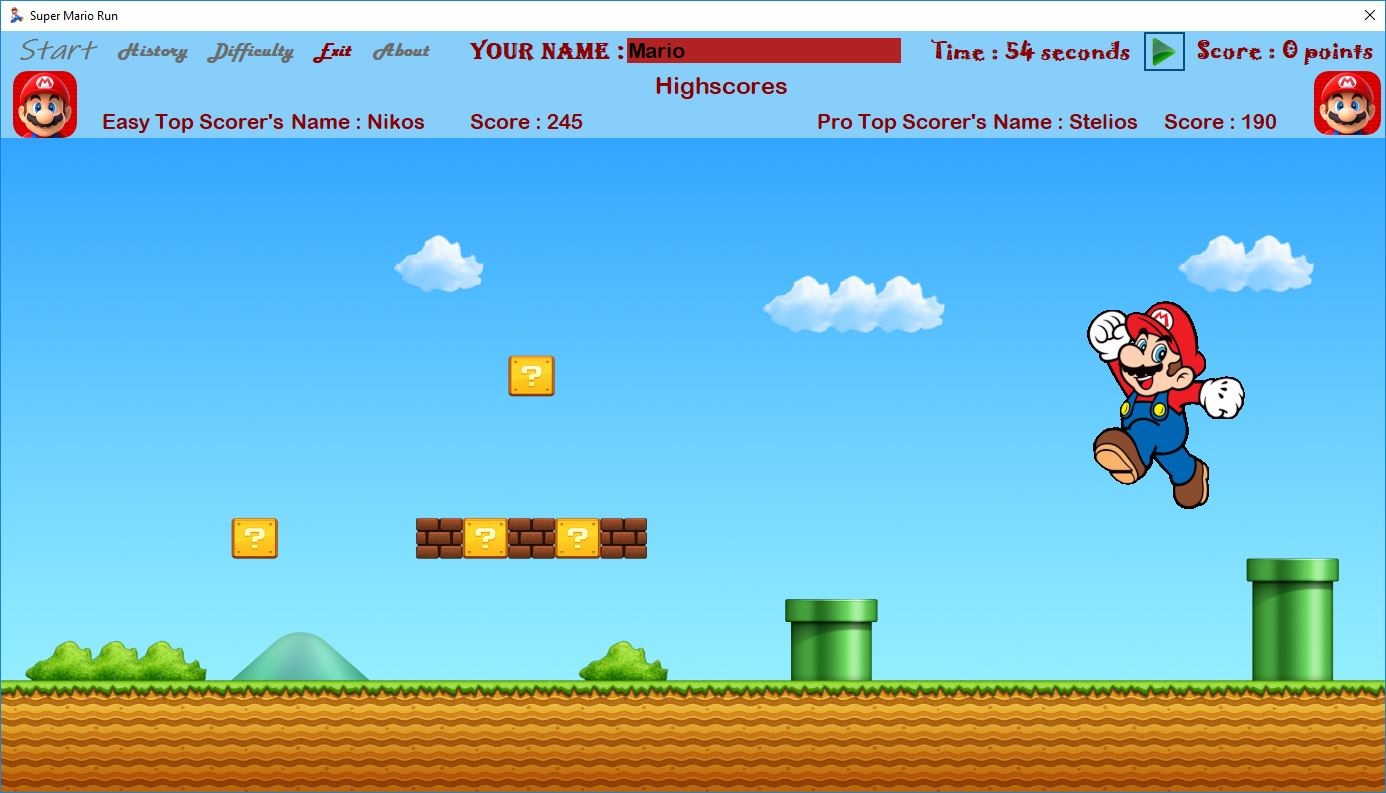 Super Mario Run
Start History Difficulty Exit About YOUR NAME : Mario Time : 54 seconds Score : 0 points
Highscores
Easy Top Scorer's Name : Nikos Score : 245 Pro Top Scorer's Name : Stelios Score : 190
M M
M
?
? ? ?